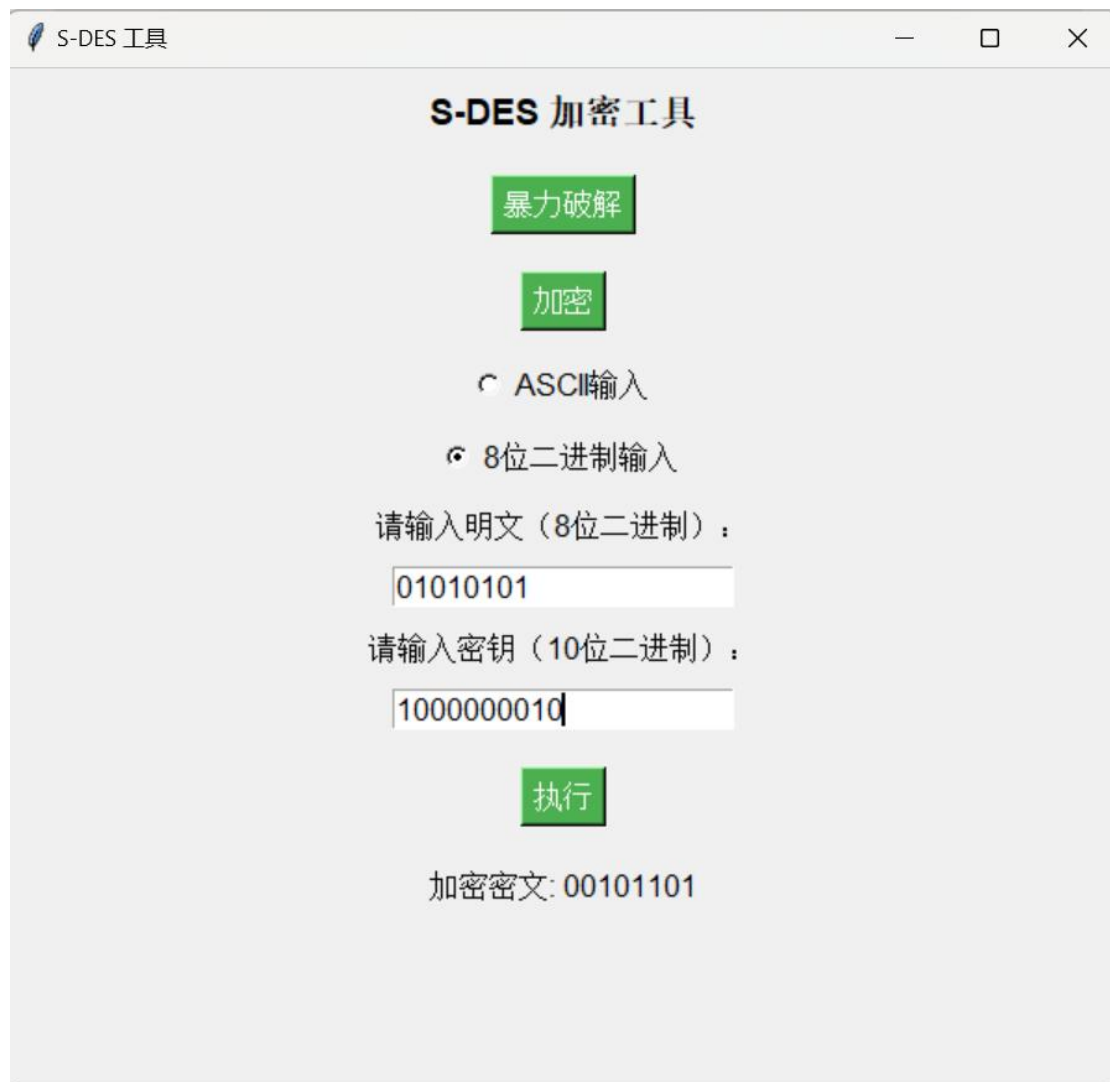 S-DES 工具
S-DES 加密工具
暴力破解
加密
ASCII输入
8位二进制输入
请输入明文（8位二进制）：
01010101
请输入密钥（10位二进制）：
1000000010
执行
加密密文: 00101101